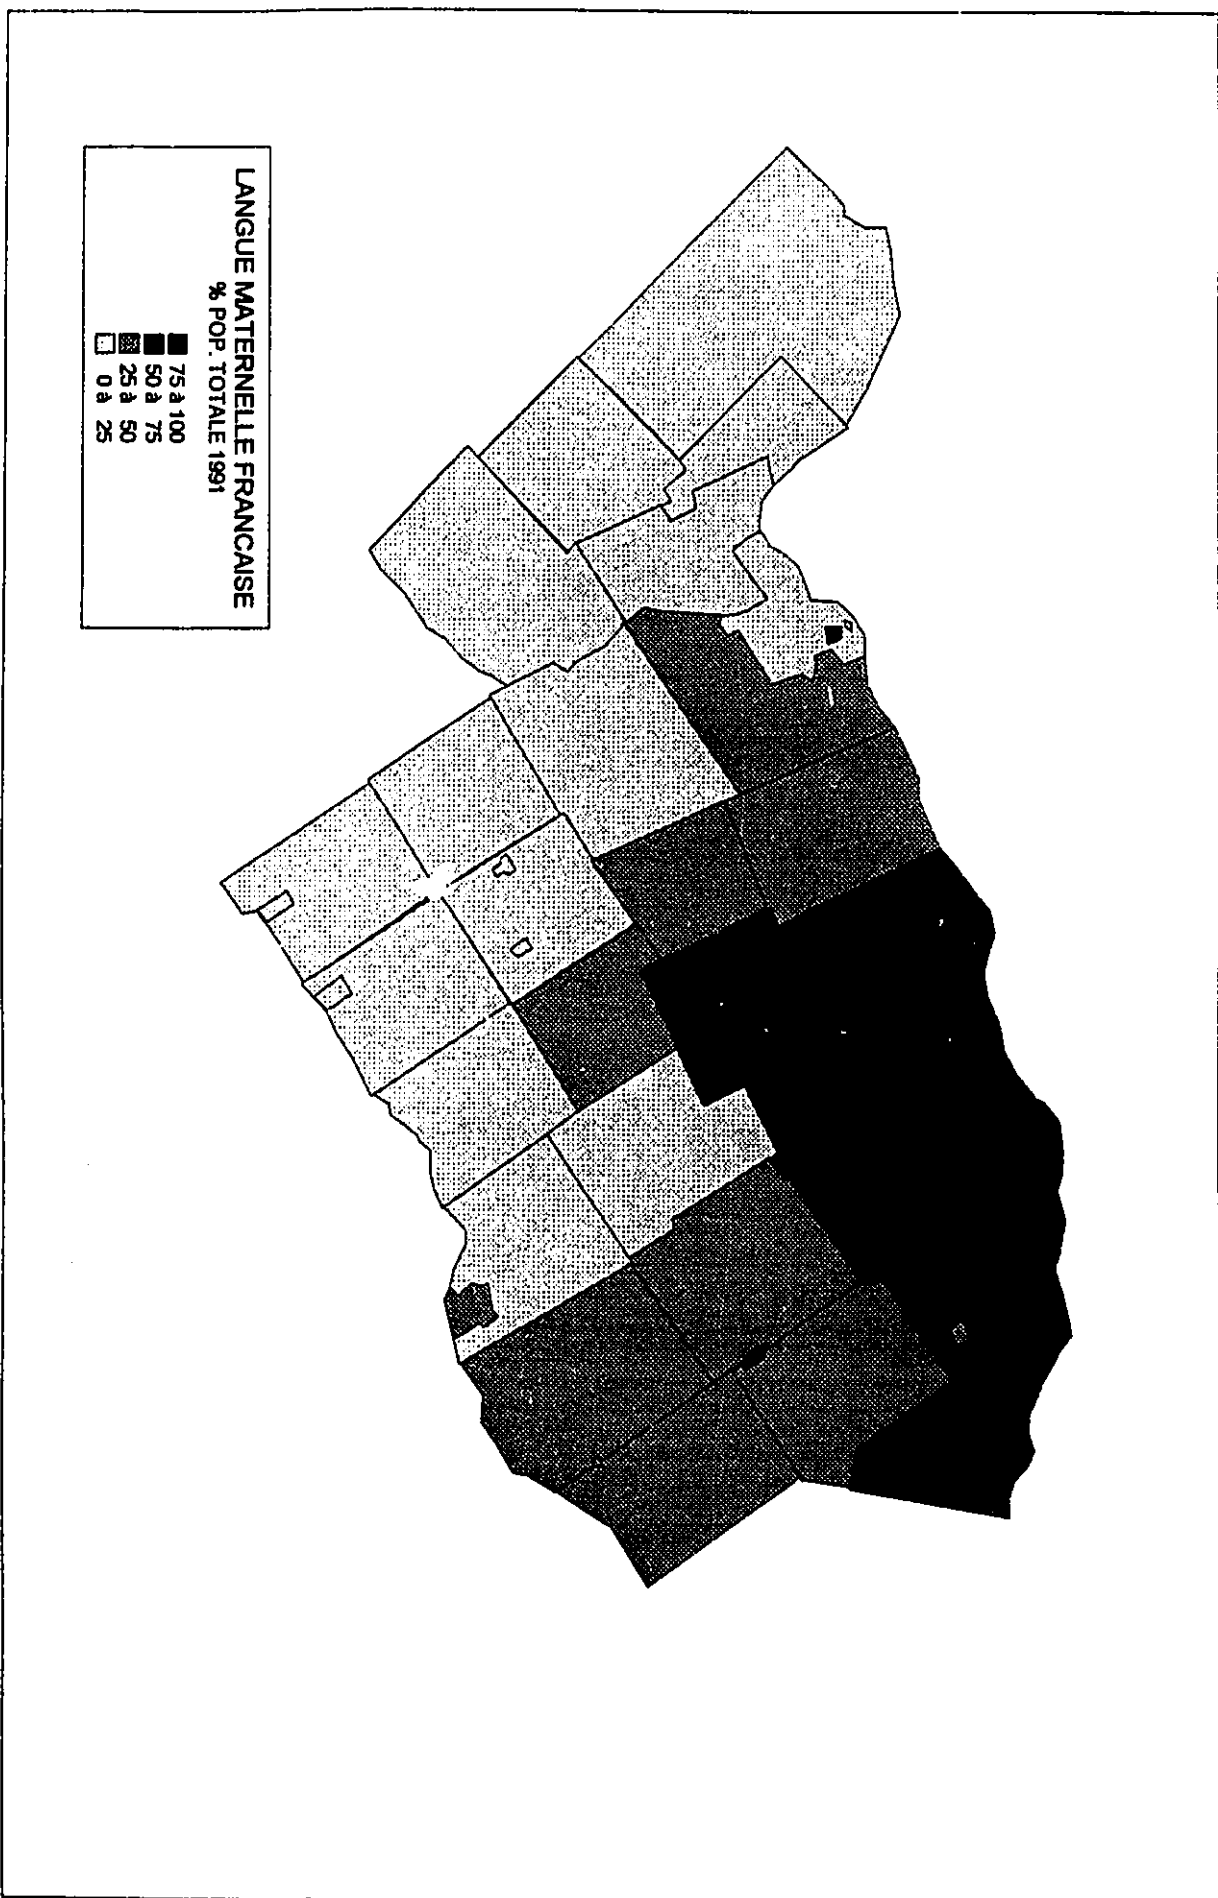 LANGUE MATERNELLE FRANCAISE
% POP. TOTALE 1991
75 à 100
50 à 75
25 à 50
0 à 25